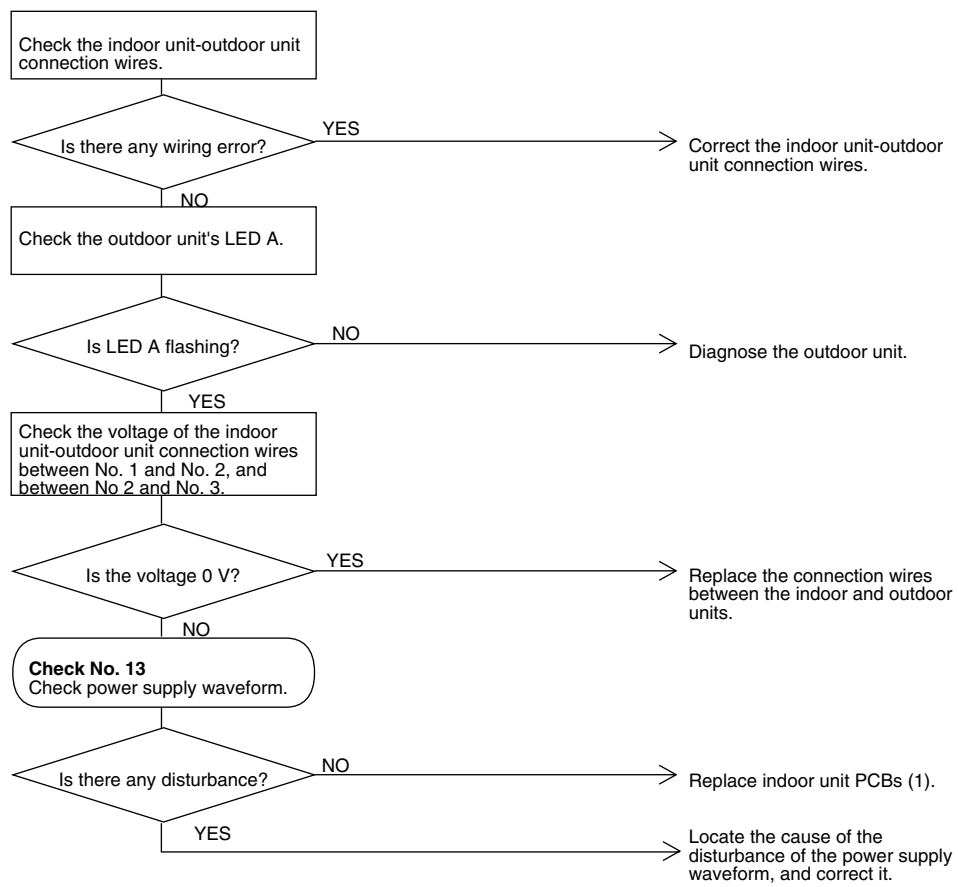 Check the indoor unit-outdoor unit
connection wires.
Is there any wiring error?
YES
Correct the indoor unit-outdoor
unit connection wires.
NO
Check the outdoor unit's LED A.
Is LED A flashing?
NO
Diagnose the outdoor unit.
YES
Check the voltage of the indoor
unit-outdoor unit connection wires
between No. 1 and No. 2, and
between No 2 and No. 3.
Is the voltage 0 V?
YES
Replace the connection wires
between the indoor and outdoor
units.
NO
Check No. 13
Check power supply waveform.
Is there any disturbance?
NO
Replace indoor unit PCBs (1).
YES
Locate the cause of the
disturbance of the power supply
waveform, and correct it.